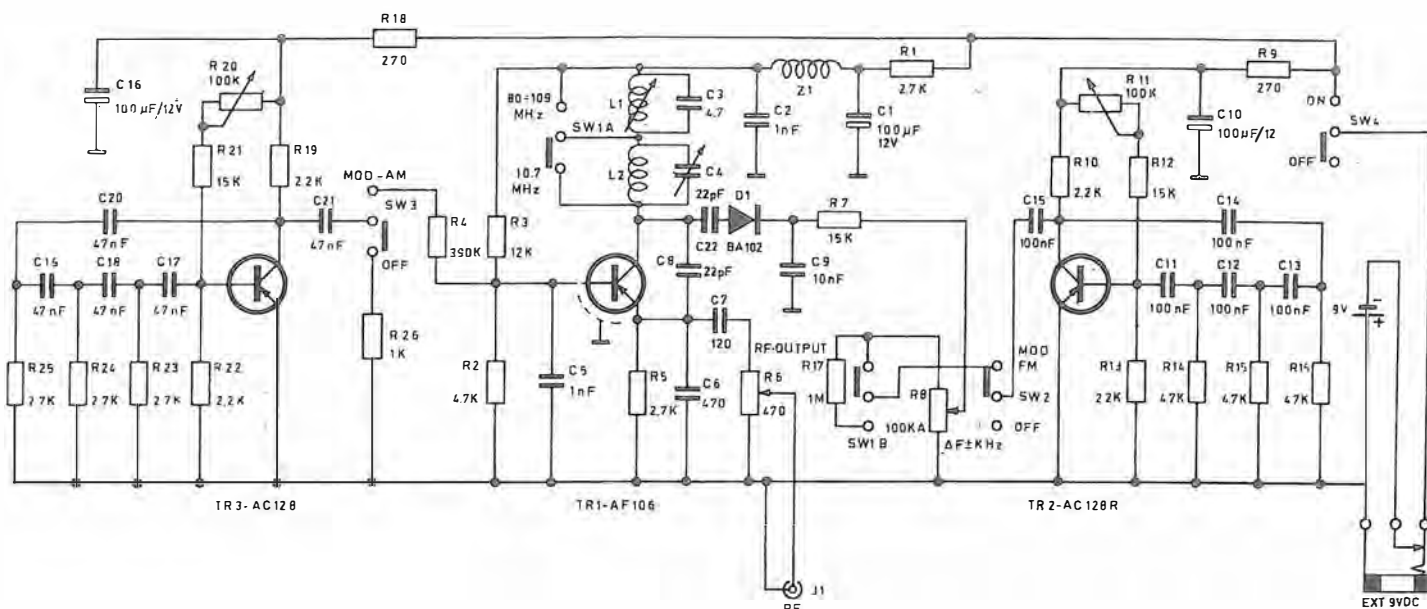 R18
270
R20
100K
C16
100µF/12V
R21
15K
R19
2.2K
MOD-AM
SW3
OFF
C20
47nF
C21
47nF
C15
47nF
C18
47nF
C17
47nF
R26
1K
R25
2.7K
R24
2.7K
R23
2.7K
R22
2.2K
TR3-AC128
R4
390K
R3
12K
80÷109
MHz
SW1A
10.7
MHz
L1
C3
4.7
L2
C4
C2
1nF
Z1
C1
100µF
12V
R1
2.7K
22pF
D1
C22
BA102
C8
22pF
R7
15K
C9
10nF
C7
120
R2
4.7K
C5
1nF
R5
2,7K
C6
470
R6
470
RF-OUTPUT
R17
1M
SW1B
R8
100KA
ΔF±KHz
MOD
FM
SW2
OFF
TR1-AF106
J1
RF
R9
270
R11
100K
C10
100µF/12
ON
SW4
OFF
R10
2,2K
R12
15K
C15
100nF
C14
100nF
C11
100nF
C12
100nF
C13
100nF
R13
22K
R14
4.7K
R15
4.7K
R16
4.7K
TR2-AC128R
9V
-
+
EXT 9VDC